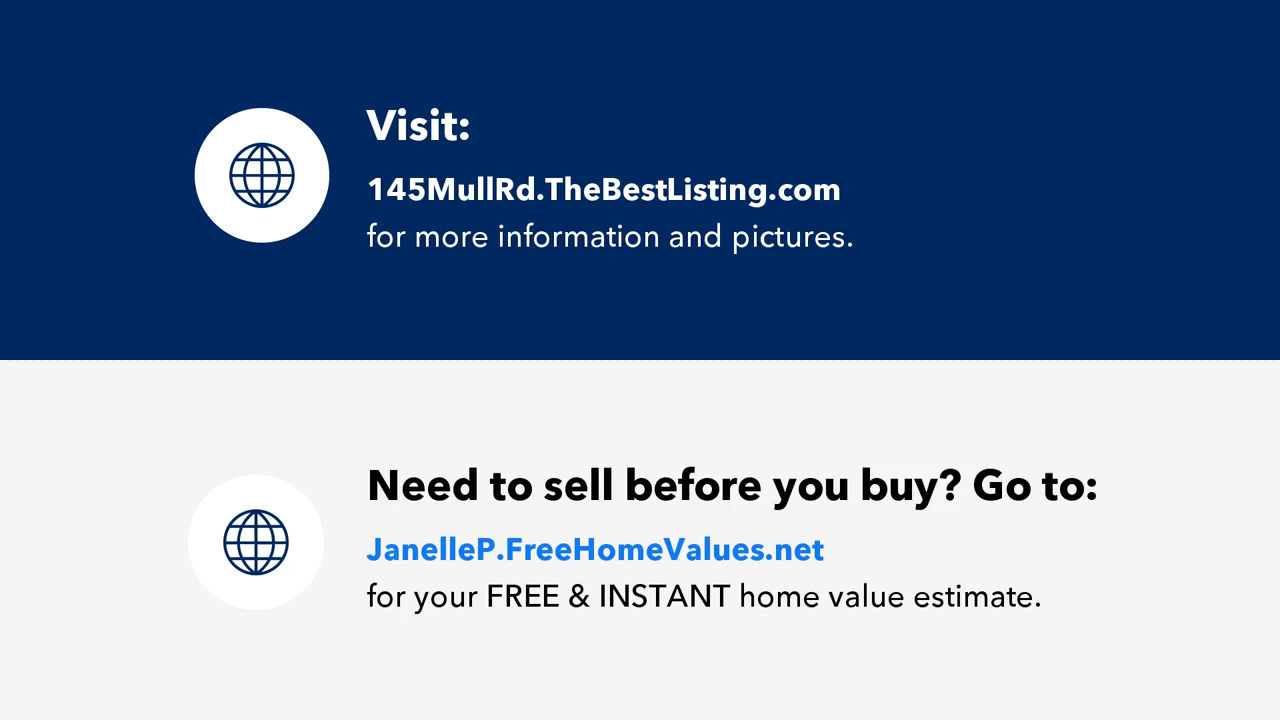 Visit:
145MullRd.TheBestListing.com
for more information and pictures.
Need to sell before you buy? Go to:
JanelleP.FreeHomeValues.net
for your FREE & INSTANT home value estimate.